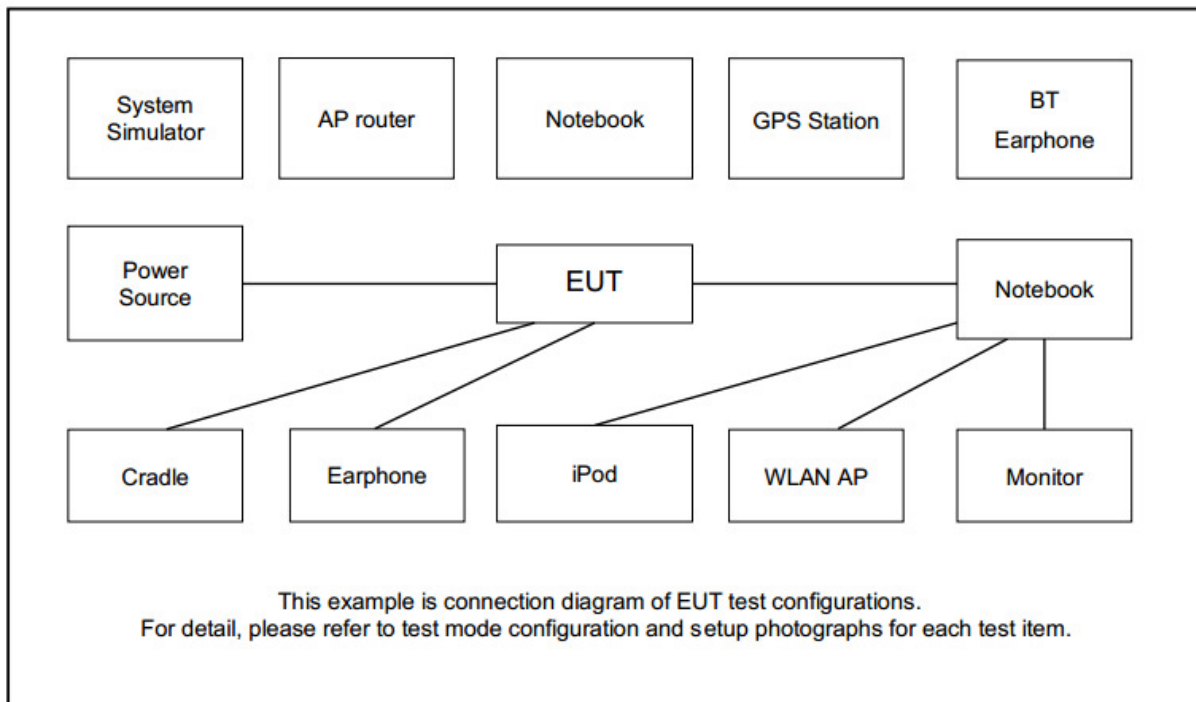 System
Simulator
AP router
Notebook
GPS Station
BT
Earphone
Power
Source
EUT
Notebook
Cradle
Earphone
iPod
WLAN AP
Monitor
This example is connection diagram of EUT test configurations.
For detail, please refer to test mode configuration and setup photographs for each test item.